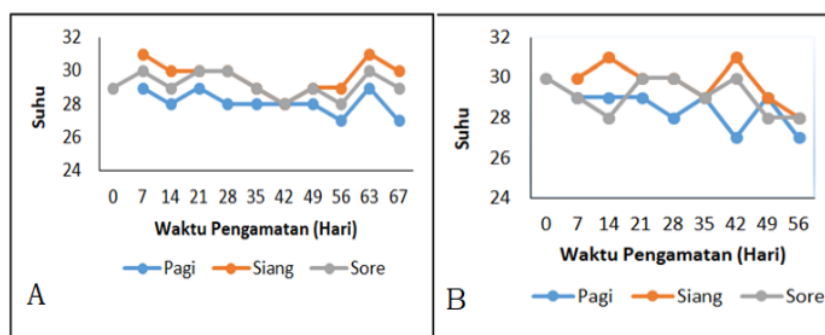 32
30
28
26
24
Suhu
0 7 14 21 28 35 42 49 56 63 67
Waktu Pengamatan (Hari)
Pagi Siang Sore
A
32
30
28
26
24
Suhu
0 7 14 21 28 35 42 49 56
Waktu Pengamatan (Hari)
Pagi Siang Sore
B